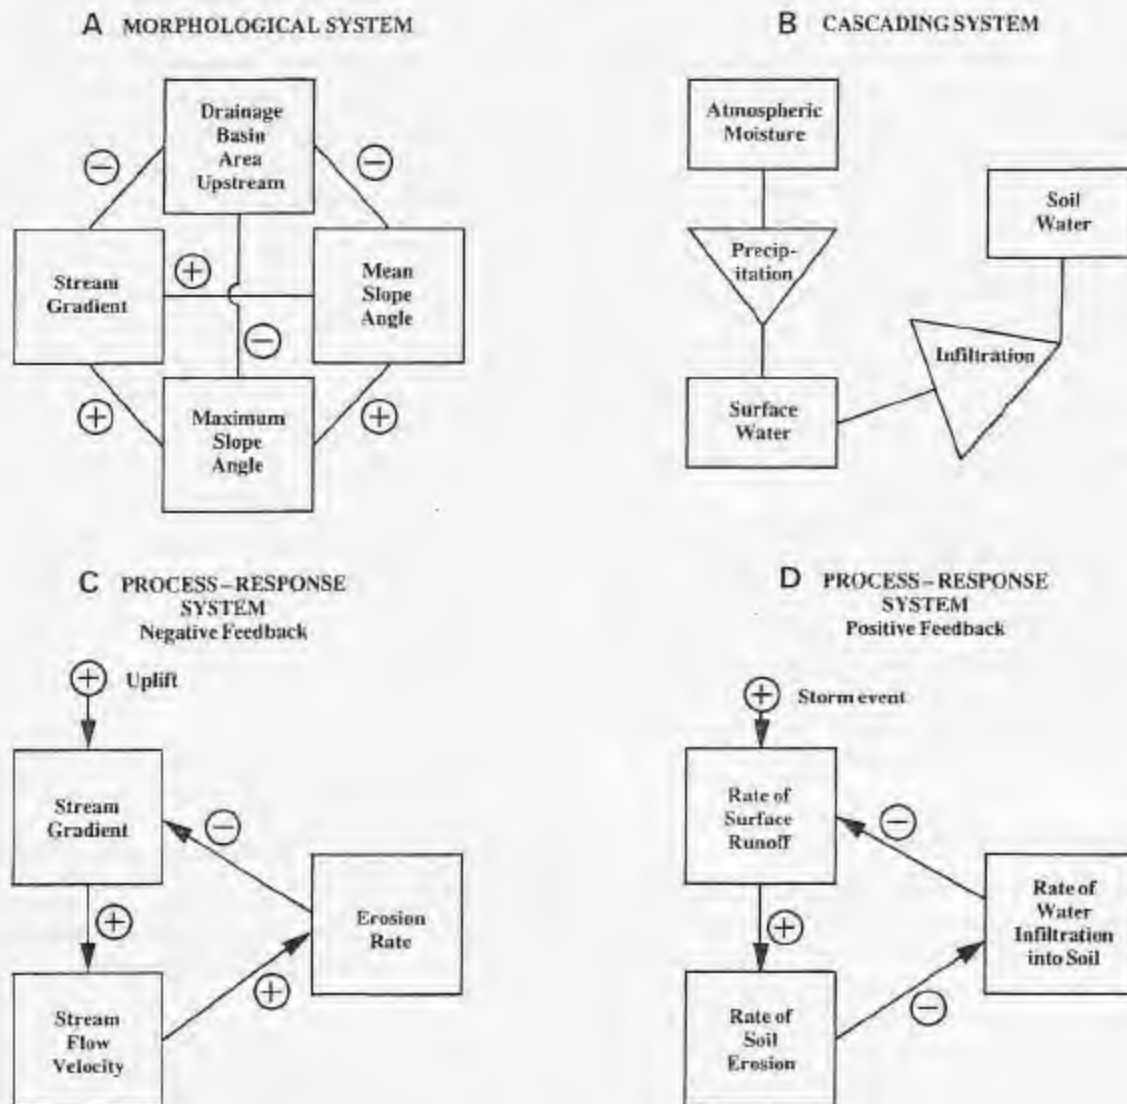 A MORPHOLOGICAL SYSTEM
Drainage
Basin
Area
Upstream
−
−
Stream
Gradient
+
Mean
Slope
Angle
−
+
Maximum
Slope
Angle
+
B CASCADING SYSTEM
Atmospheric
Moisture
Precip-
itation
Surface
Water
Infiltration
Soil
Water
C PROCESS – RESPONSE
SYSTEM
Negative Feedback
+ Uplift
Stream
Gradient
−
+
Erosion
Rate
+
Stream
Flow
Velocity
D PROCESS – RESPONSE
SYSTEM
Positive Feedback
+ Storm event
Rate of
Surface
Runoff
−
+
Rate of
Water
Infiltration
into Soil
−
Rate of
Soil
Erosion